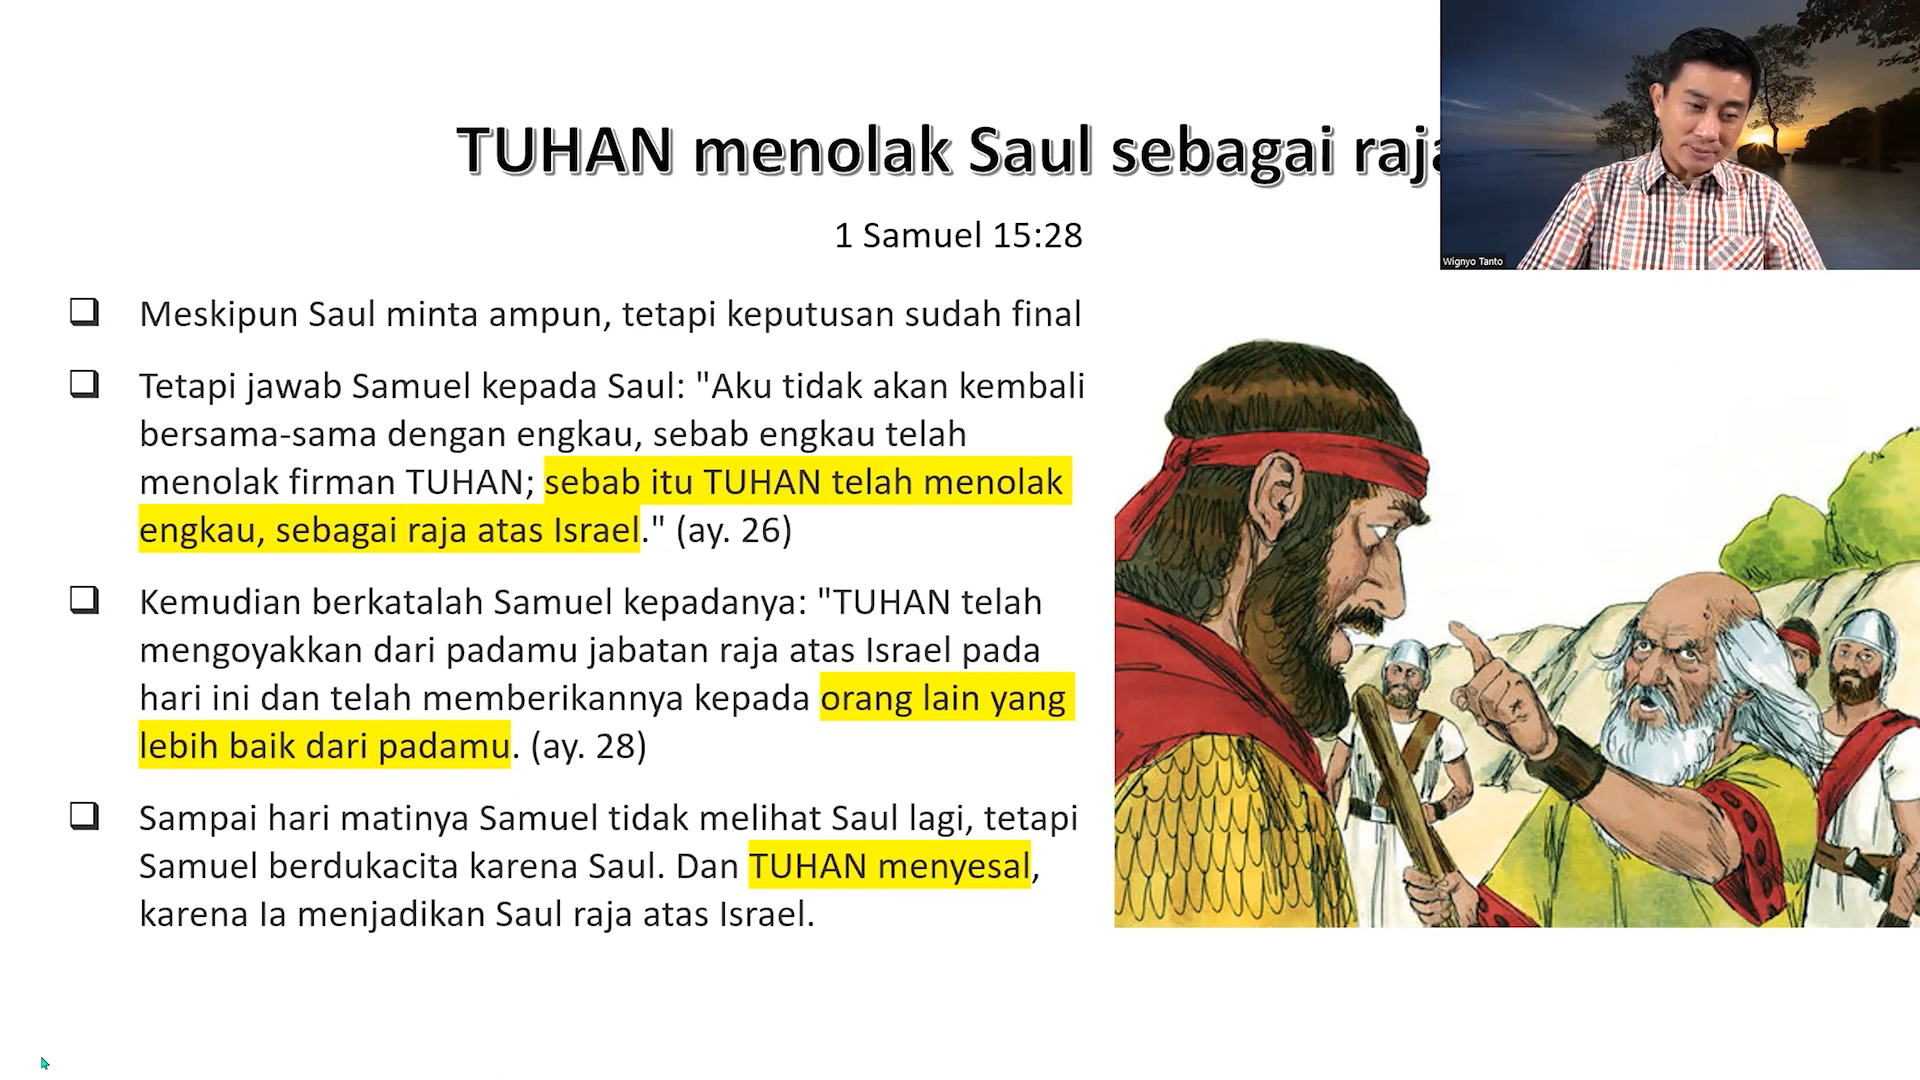 TUHAN menolak Saul sebagai raja
1 Samuel 15:28
Wignyo Tanto
❑ Meskipun Saul minta ampun, tetapi keputusan sudah final
❑ Tetapi jawab Samuel kepada Saul: "Aku tidak akan kembali
bersama-sama dengan engkau, sebab engkau telah
menolak firman TUHAN; sebab itu TUHAN telah menolak
engkau, sebagai raja atas Israel." (ay. 26)
❑ Kemudian berkatalah Samuel kepadanya: "TUHAN telah
mengoyakkan dari padamu jabatan raja atas Israel pada
hari ini dan telah memberikannya kepada orang lain yang
lebih baik dari padamu. (ay. 28)
❑ Sampai hari matinya Samuel tidak melihat Saul lagi, tetapi
Samuel berdukacita karena Saul. Dan TUHAN menyesal,
karena Ia menjadikan Saul raja atas Israel.